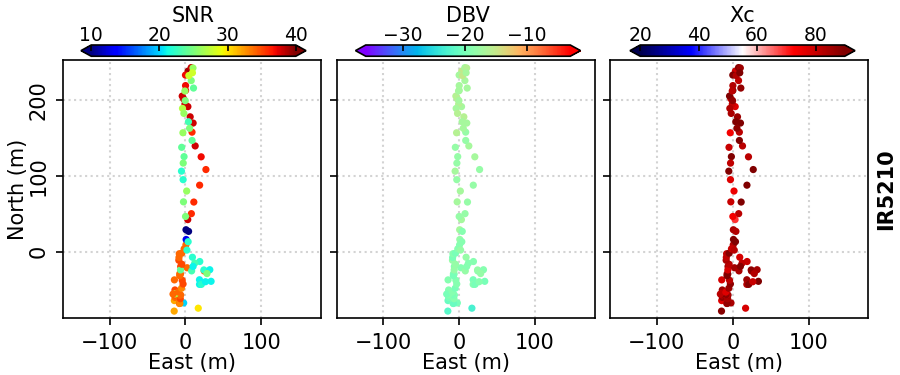 SNR DBV Xc
10 20 30 40 −30 −20 −10 20 40 60 80
North (m)
200
100
0
IR5210
−100 0 100 −100 0 100 −100 0 100
East (m) East (m) East (m)